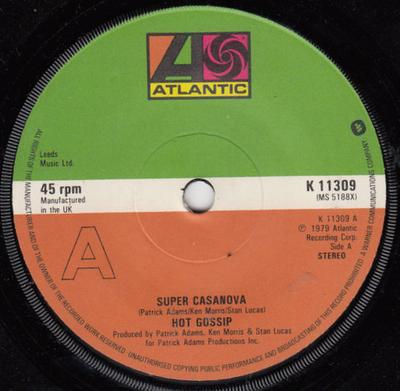 ATLANTIC
Leeds
Music Ltd.
45 rpm
Manufactured
in the UK
K 11309
(MS 5188X)
K 11309 A
℗ 1979 Atlantic
Recording Corp.
Side A
STEREO
A
SUPER CASANOVA
(Patrick Adams/Ken Morris/Stan Lucas)
HOT GOSSIP
Produced by Patrick Adams, Ken Morris & Stan Lucas
for Patrick Adams Productions Inc.
ALL RIGHTS OF THE MANUFACTURER AND OF THE OWNER OF THE RECORDED WORK RESERVED UNAUTHORISED COPYING PUBLIC PERFORMANCE AND BROADCASTING OF THIS RECORD PROHIBITED A WARNER COMMUNICATIONS COMPANY